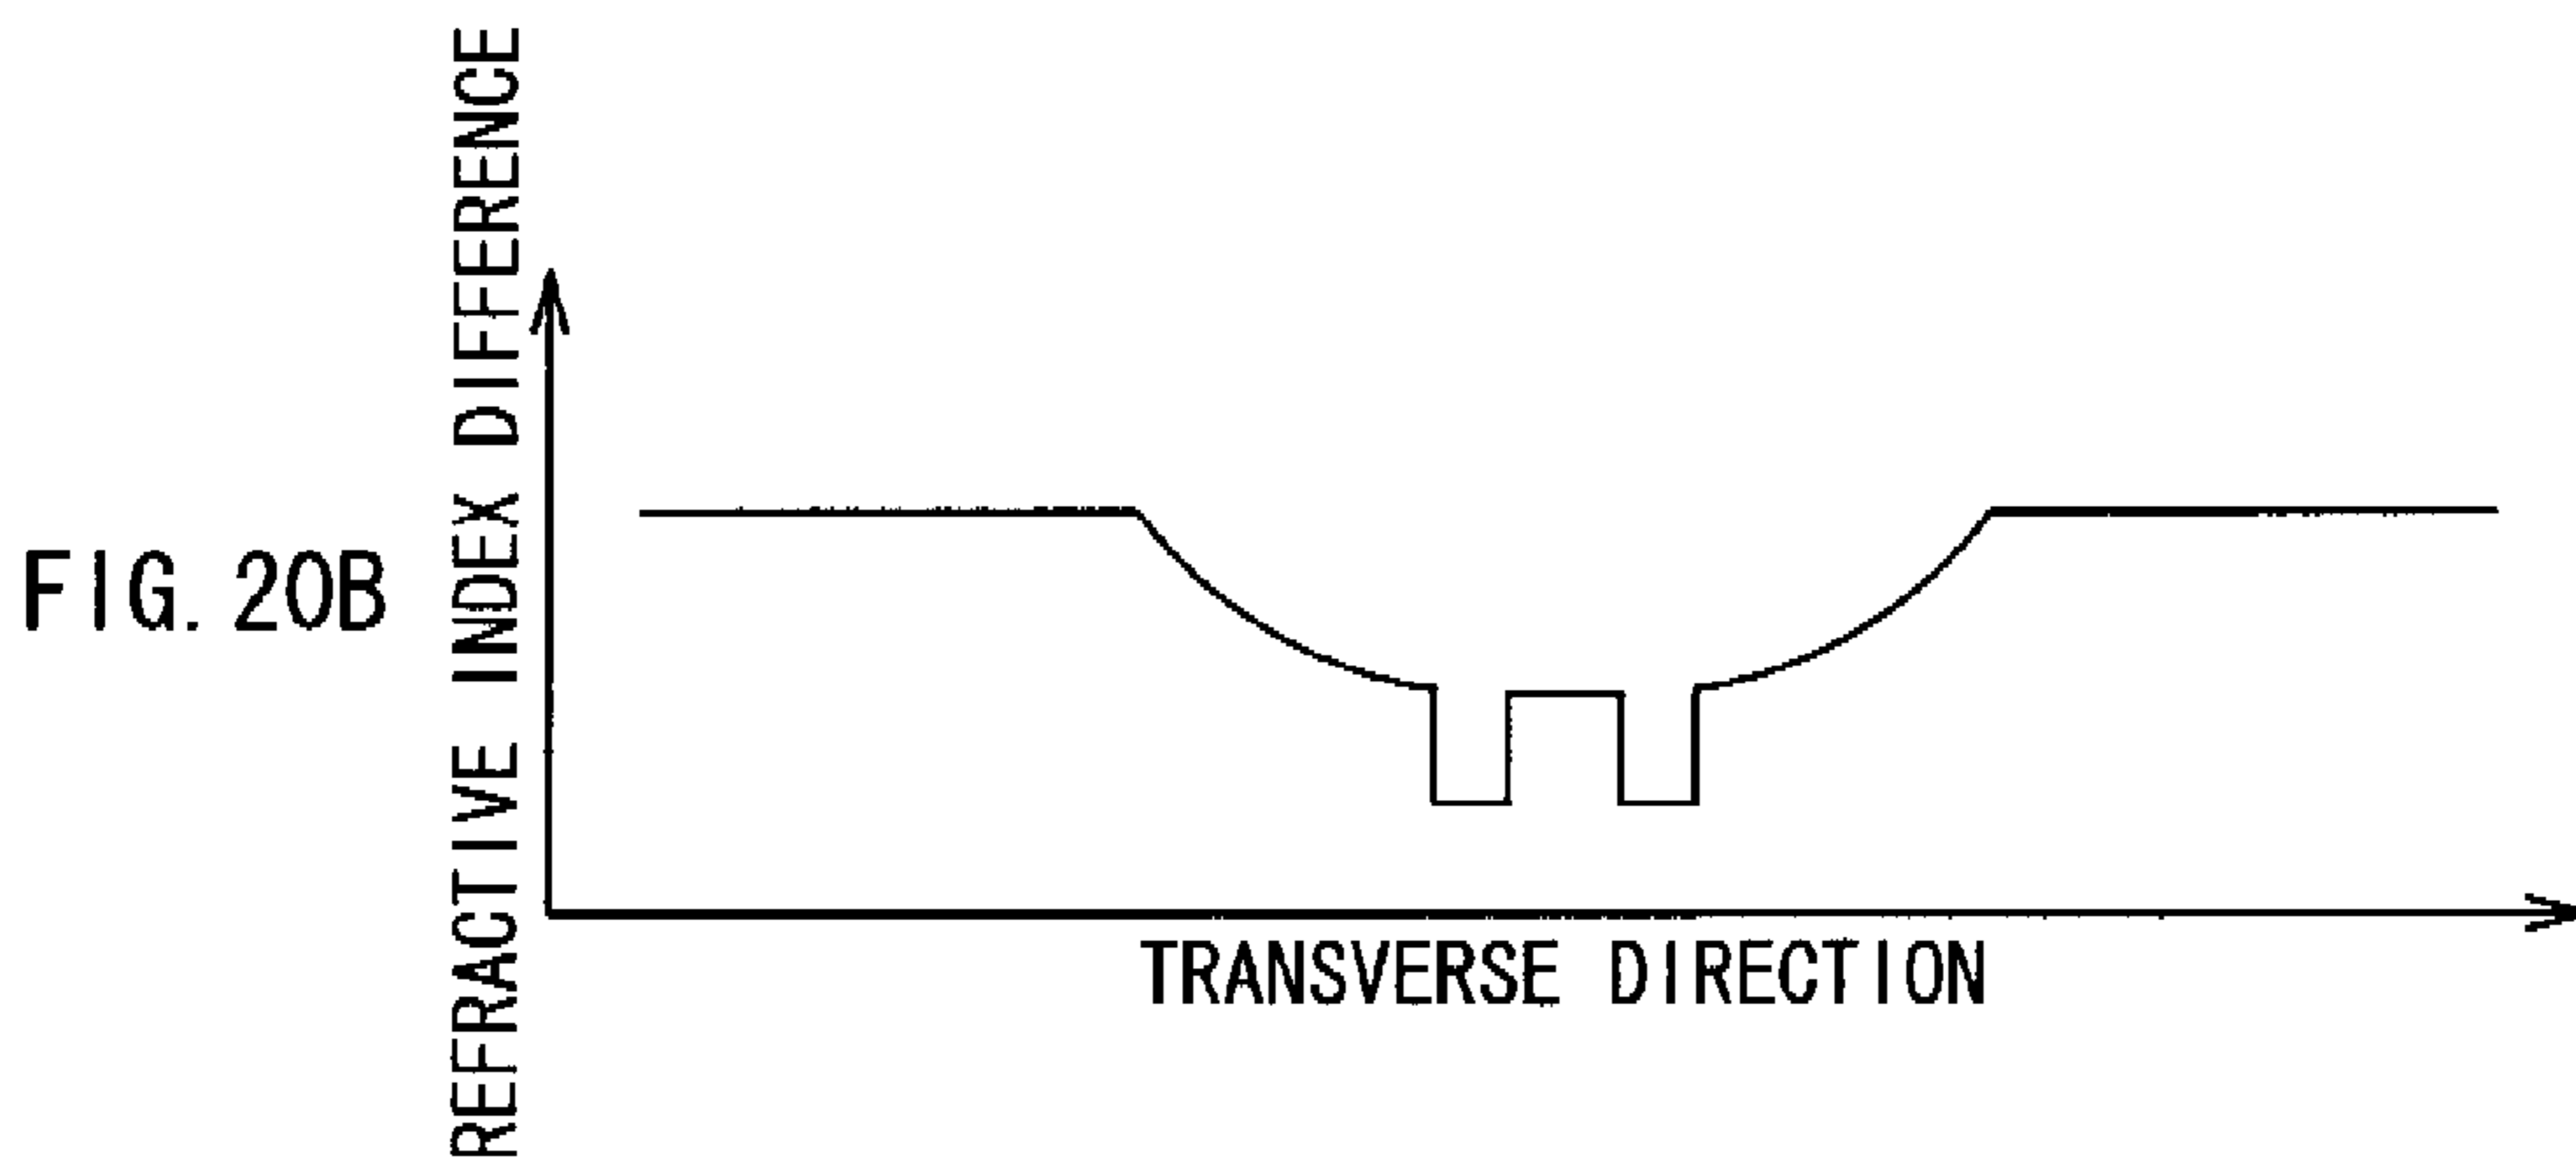 FIG. 20B
REFRACTIVE INDEX DIFFERENCE
TRANSVERSE DIRECTION